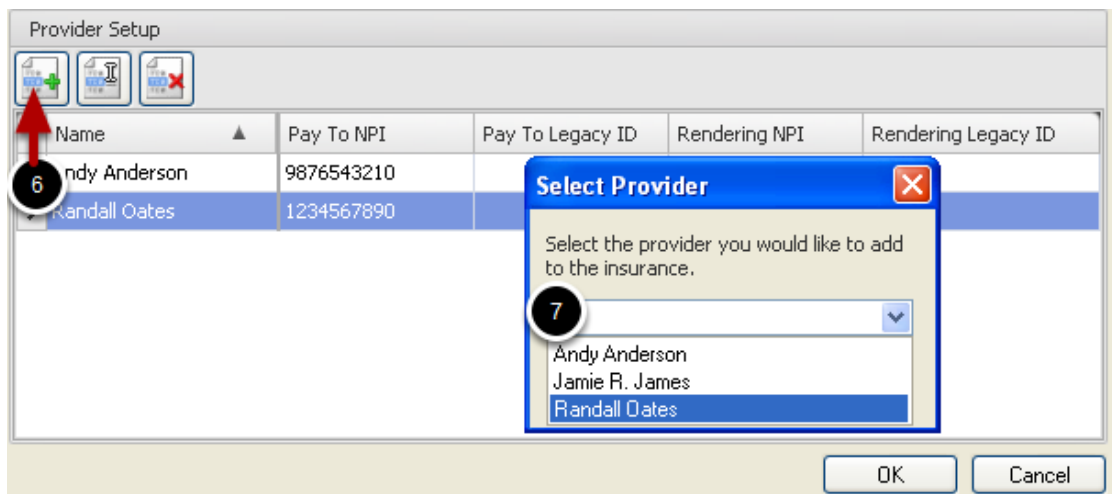 Provider Setup
Name Pay To NPI Pay To Legacy ID Rendering NPI Rendering Legacy ID
6
ndy Anderson 9876543210
Randall Oates 1234567890
Select Provider
Select the provider you would like to add
to the insurance.
7
Andy Anderson
Jamie R. James
Randall Oates
OK Cancel